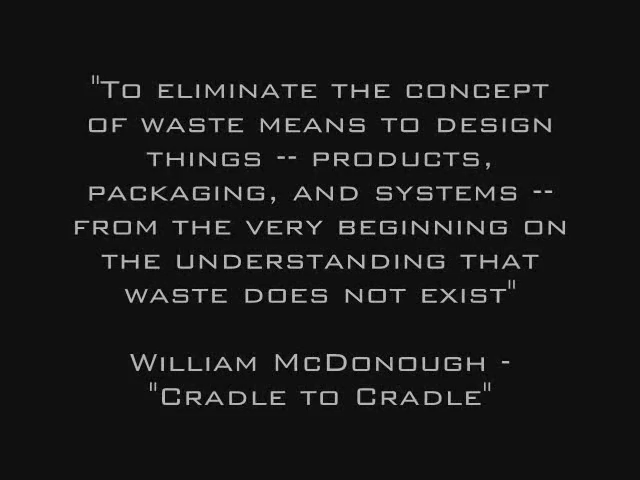 "To eliminate the concept
of waste means to design
things -- products,
packaging, and systems --
from the very beginning on
the understanding that
waste does not exist"
William McDonough -
"Cradle to Cradle"